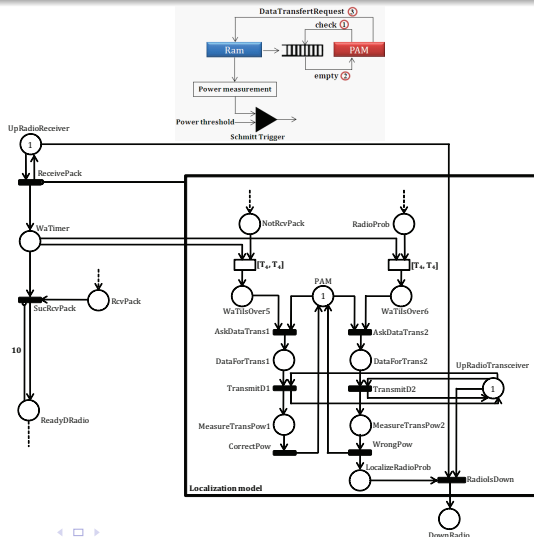 DataTransfertRequest ③
check ①
Ram
PAM
empty ②
Power measurement
Power threshold
Schmitt Trigger
UpRadioReceiver
1
ReceivePack
NotRcvPack
RadioProb
WaTimer
[T₄, T₄]
[T₄, T₄]
PAM
1
RcvPack
WaTilsOver5
WaTilsOver6
SucRcvPack
AskDataTrans1
AskDataTrans2
10
DataForTrans1
DataForTrans2
UpRadioTransceiver
TransmitD1
TransmitD2
1
ReadyDRadio
MeasureTransPow1
MeasureTransPow2
CorrectPow
WrongPow
LocalizeRadioProb
Localization model
RadioIsDown
DownRadio